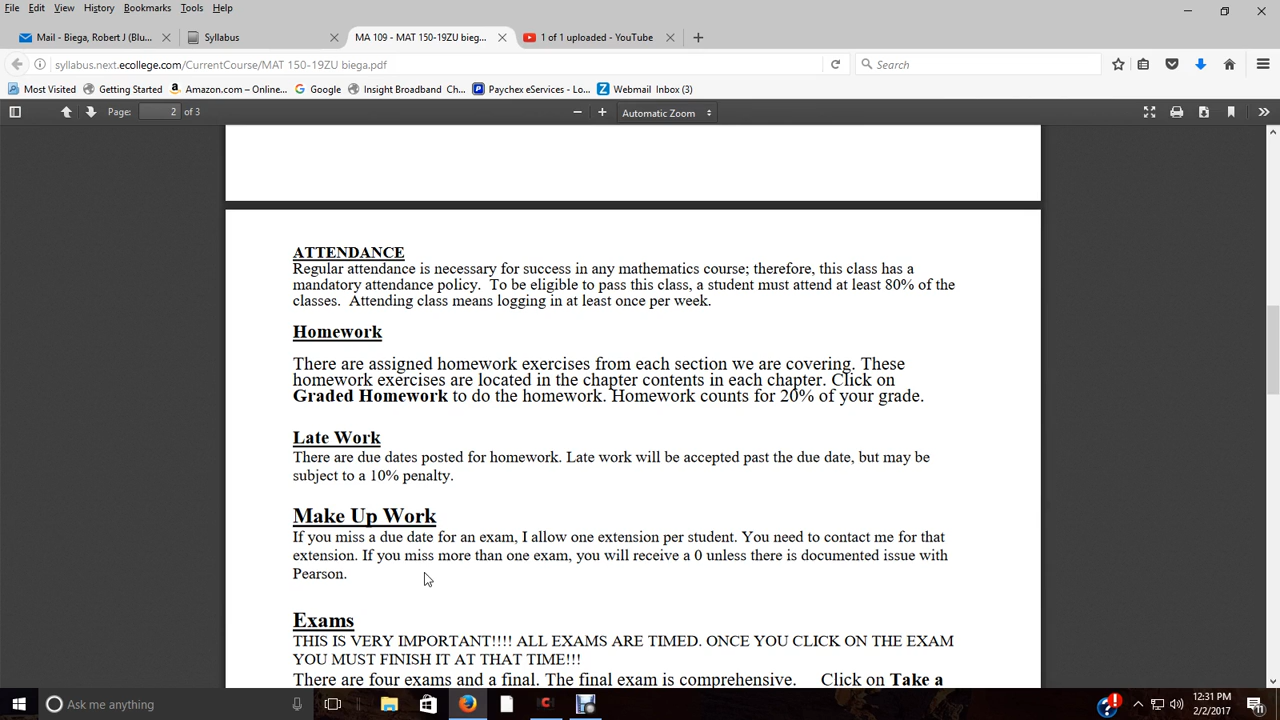 File Edit View History Bookmarks Tools Help
Mail - Biega, Robert J (Blu... Syllabus MA 109 - MAT 150-19ZU bieg... 1 of 1 uploaded - YouTube
syllabus.next.ecollege.com/CurrentCourse/MAT 150-19ZU biega.pdf Search
Most Visited Getting Started Amazon.com – Online... Google Insight Broadband Ch... Paychex eServices - Lo... Webmail Inbox (3)
Page: 2 of 3 Automatic Zoom
ATTENDANCE
Regular attendance is necessary for success in any mathematics course; therefore, this class has a
mandatory attendance policy. To be eligible to pass this class, a student must attend at least 80% of the
classes. Attending class means logging in at least once per week.
Homework
There are assigned homework exercises from each section we are covering. These
homework exercises are located in the chapter contents in each chapter. Click on
Graded Homework to do the homework. Homework counts for 20% of your grade.
Late Work
There are due dates posted for homework. Late work will be accepted past the due date, but may be
subject to a 10% penalty.
Make Up Work
If you miss a due date for an exam, I allow one extension per student. You need to contact me for that
extension. If you miss more than one exam, you will receive a 0 unless there is documented issue with
Pearson.
Exams
THIS IS VERY IMPORTANT!!!! ALL EXAMS ARE TIMED. ONCE YOU CLICK ON THE EXAM
YOU MUST FINISH IT AT THAT TIME!!!
There are four exams and a final. The final exam is comprehensive. Click on Take a
Ask me anything
12:31 PM
2/2/2017